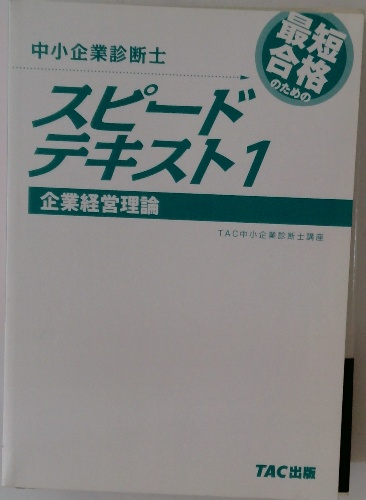 中小企業診断士
最短
合格
のための
スピード
テキスト1
企業経営理論
TAC中小企業診断士講座
TAC出版